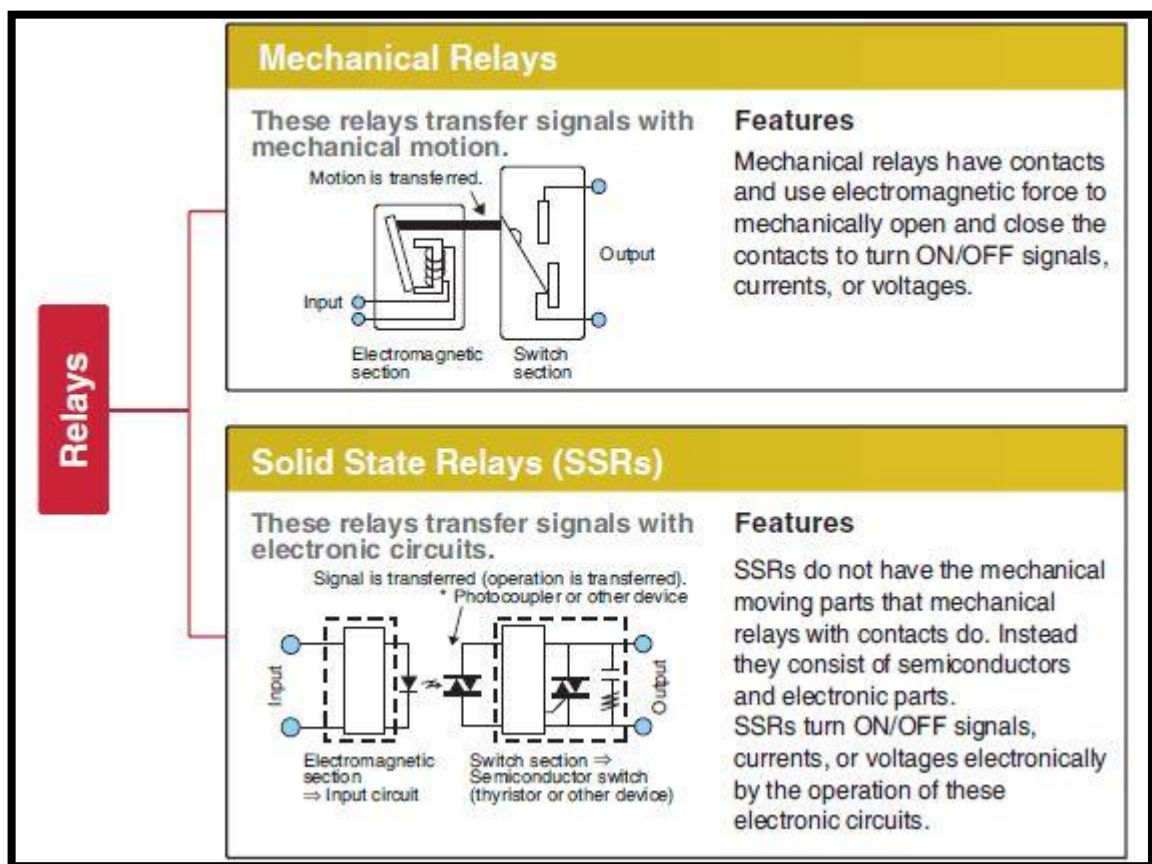 Relays
Mechanical Relays
These relays transfer signals with
mechanical motion.
Motion is transferred.
Input
Output
Electromagnetic
section
Switch
section
Features
Mechanical relays have contacts
and use electromagnetic force to
mechanically open and close the
contacts to turn ON/OFF signals,
currents, or voltages.
Solid State Relays (SSRs)
These relays transfer signals with
electronic circuits.
Signal is transferred (operation is transferred).
* Photocoupler or other device
Input
Output
Electromagnetic
section
⇒ Input circuit
Switch section ⇒
Semiconductor switch
(thyristor or other device)
Features
SSRs do not have the mechanical
moving parts that mechanical
relays with contacts do. Instead
they consist of semiconductors
and electronic parts.
SSRs turn ON/OFF signals,
currents, or voltages electronically
by the operation of these
electronic circuits.